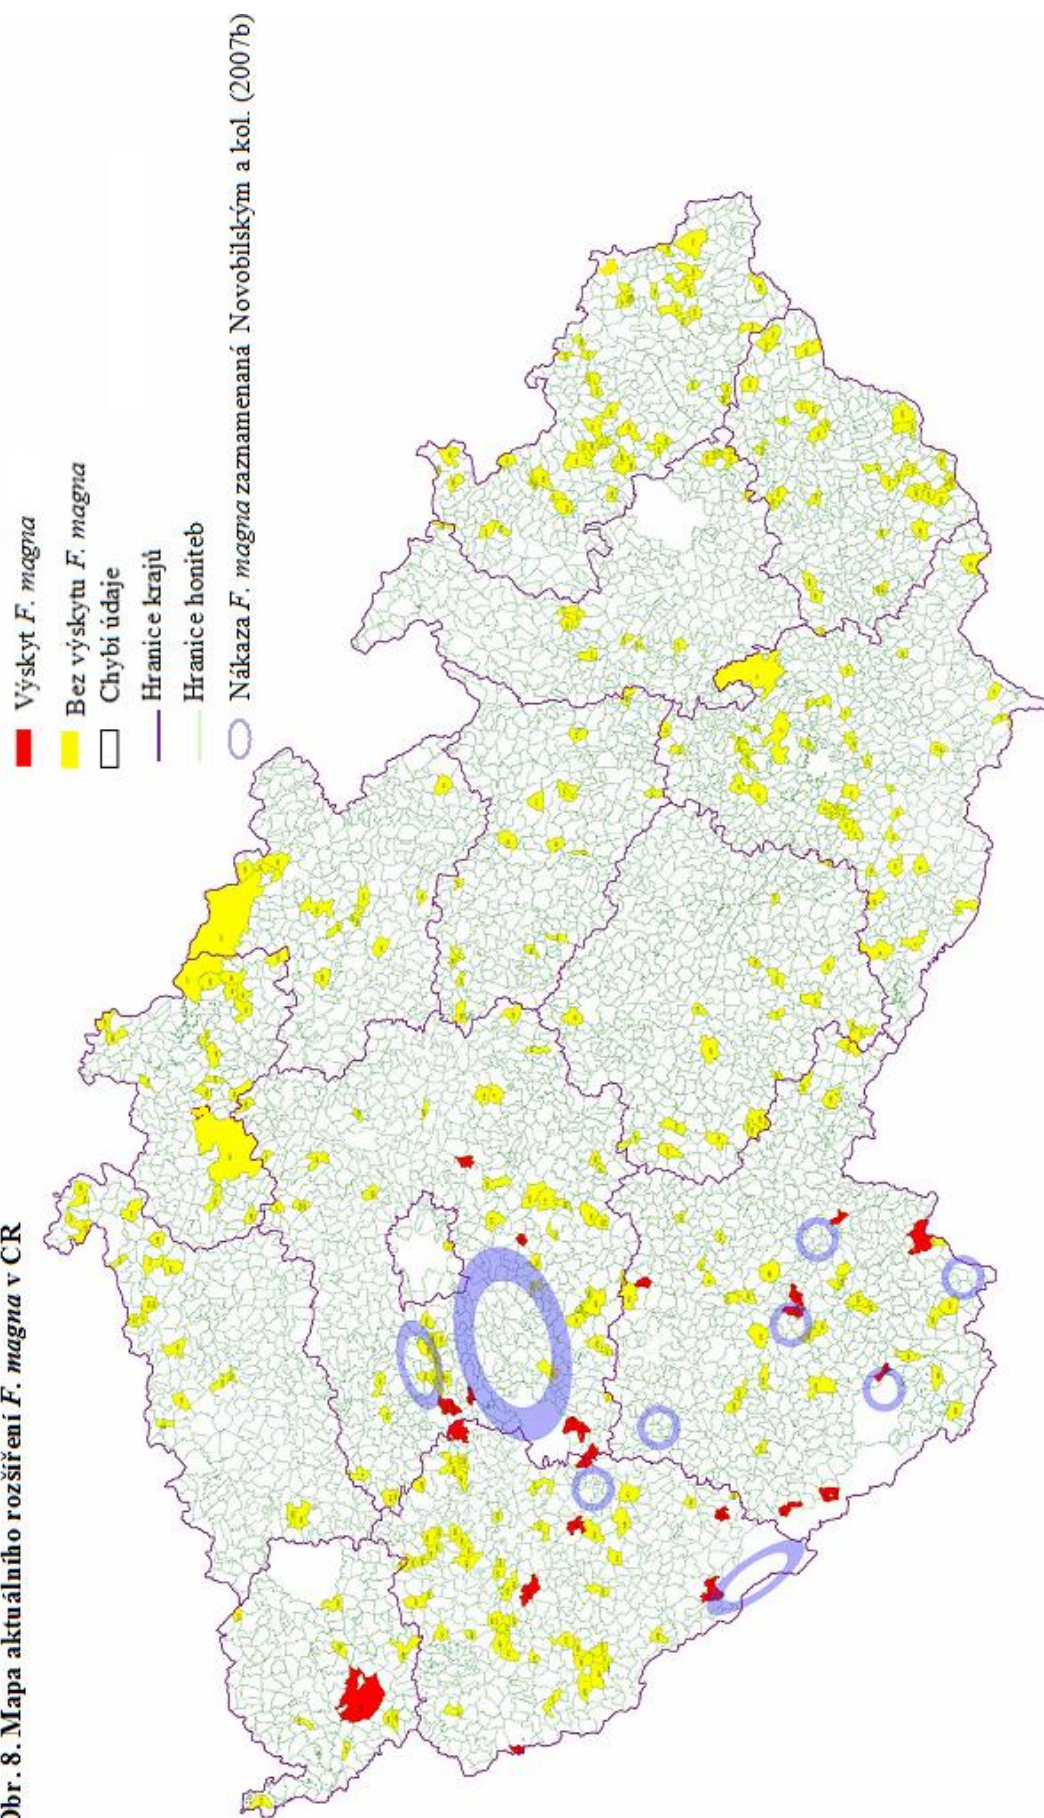 Obr. 8. Mapa aktuálního rozšíření F. magna v ČR
Výskyt F. magna
Bez výskytu F. magna
Chybí údaje
Hranice krajů
Hranice honiteb
Nákaza F. magna zaznamenaná Novobilským a kol. (2007b)